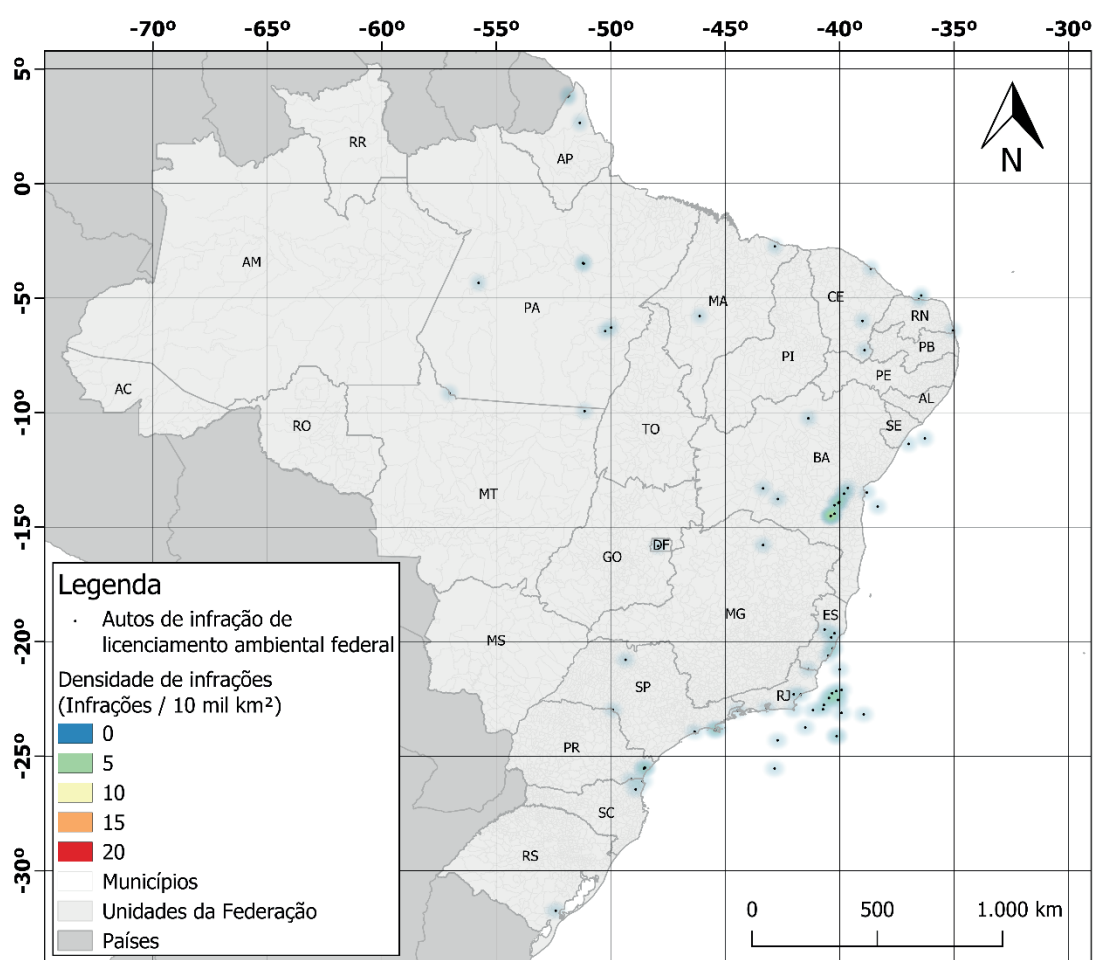 -70º -65º -60º -55º -50º -45º -40º -35º -30º
5º
0º
-5º
-10º
-15º
-20º
-25º
-30º
N
RR
AP
AM
PA
MA
CE
RN
PB
PI
PE
AC
AL
RO
TO
SE
BA
MT
DF
GO
MG
ES
MS
SP
RJ
PR
SC
RS
Legenda
Autos de infração de
licenciamento ambiental federal
Densidade de infrações
(Infrações / 10 mil km²)
0
5
10
15
20
Municípios
Unidades da Federação
Países
0 500 1.000 km